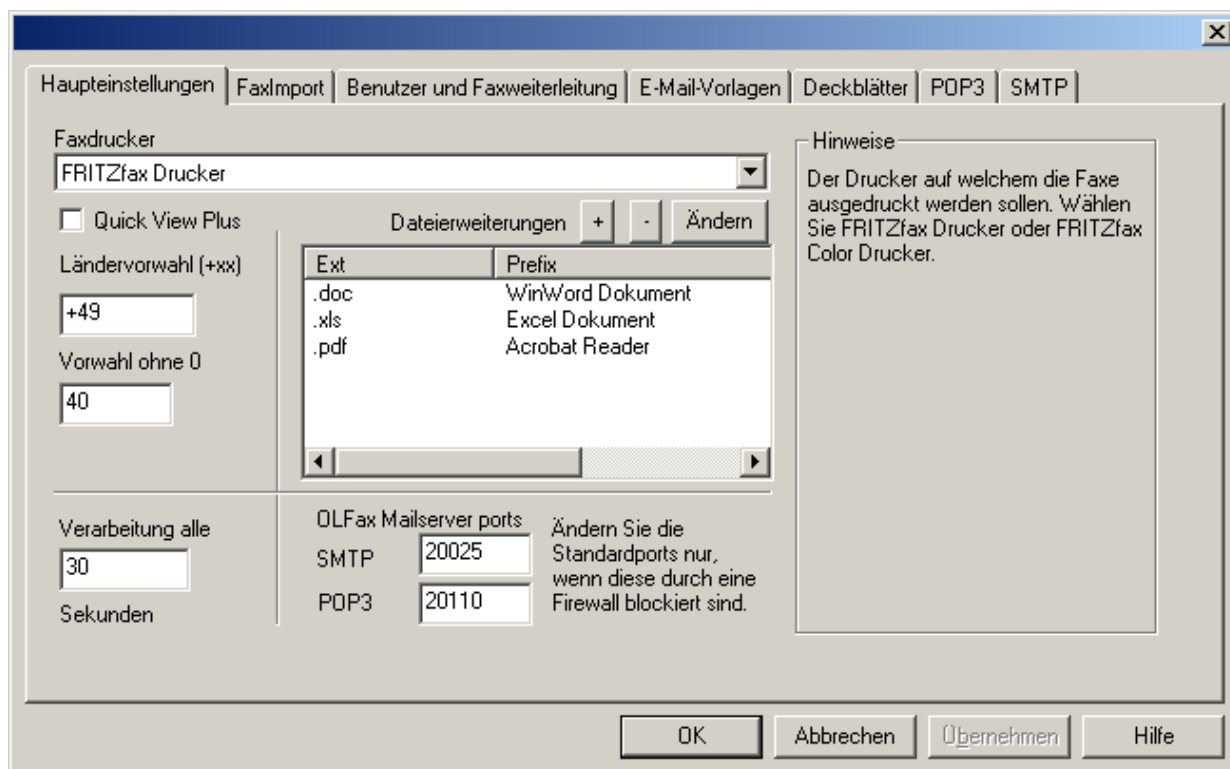 Haupteinstellungen FaxImport Benutzer und Faxweiterleitung E-Mail-Vorlagen Deckblätter POP3 SMTP
Faxdrucker
FRITZfax Drucker
Quick View Plus
Ländervorwahl (+xx)
+49
Vorwahl ohne 0
40
Dateierweiterungen + - Ändern
Ext Prefix
.doc WinWord Dokument
.xls Excel Dokument
.pdf Acrobat Reader
Verarbeitung alle
30
Sekunden
OLFax Mailserver ports
SMTP 20025
POP3 20110
Ändern Sie die
Standardports nur,
wenn diese durch eine
Firewall blockiert sind.
Hinweise
Der Drucker auf welchem die Faxe
ausgedruckt werden sollen. Wählen
Sie FRITZfax Drucker oder FRITZfax
Color Drucker.
OK Abbrechen Übernehmen Hilfe